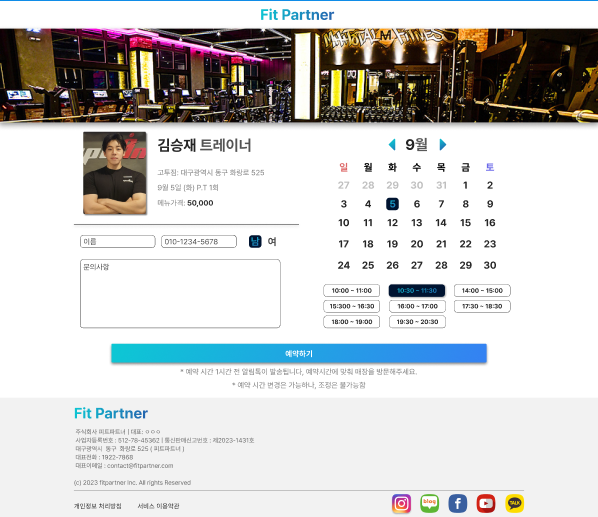 Fit Partner
김승재 트레이너
고투짐: 대구광역시 동구 화랑로 525
9월 5일 (화) P.T 1회
메뉴가격: 50,000
이름
010-1234-5678
남 여
문의사항
9월
일 월 화 수 목 금 토
27 28 29 30 31 1 2
3 4 5 6 7 8 9
10 11 12 13 14 15 16
17 18 19 20 21 22 23
24 25 26 27 28 29 30
10:00 ~ 11:00 10:30 ~ 11:30 14:00 ~ 15:00
15:300 ~ 16:30 16:00 ~ 17:00 17:30 ~ 18:30
18:00 ~ 19:00 19:30 ~ 20:30
예약하기
* 예약 시간 1시간 전 알림톡이 발송됩니다, 예약시간에 맞춰 매장을 방문해주세요.
* 예약 시간 변경은 가능하나, 조정은 불가능함
Fit Partner
주식회사 피트파트너 | 대표: ㅇㅇㅇ
사업자등록번호 : 512-78-45362 | 통신판매신고번호 : 제2023-1431호
대구광역시 동구 화랑로 525 ( 피트파트너 )
대표전화 : 1922-7968
대표이메일 : contact@fitpartner.com
(c) 2023 fitpartner Inc. All rights Reserved
개인정보 처리방침 서비스 이용약관
blog
TALK